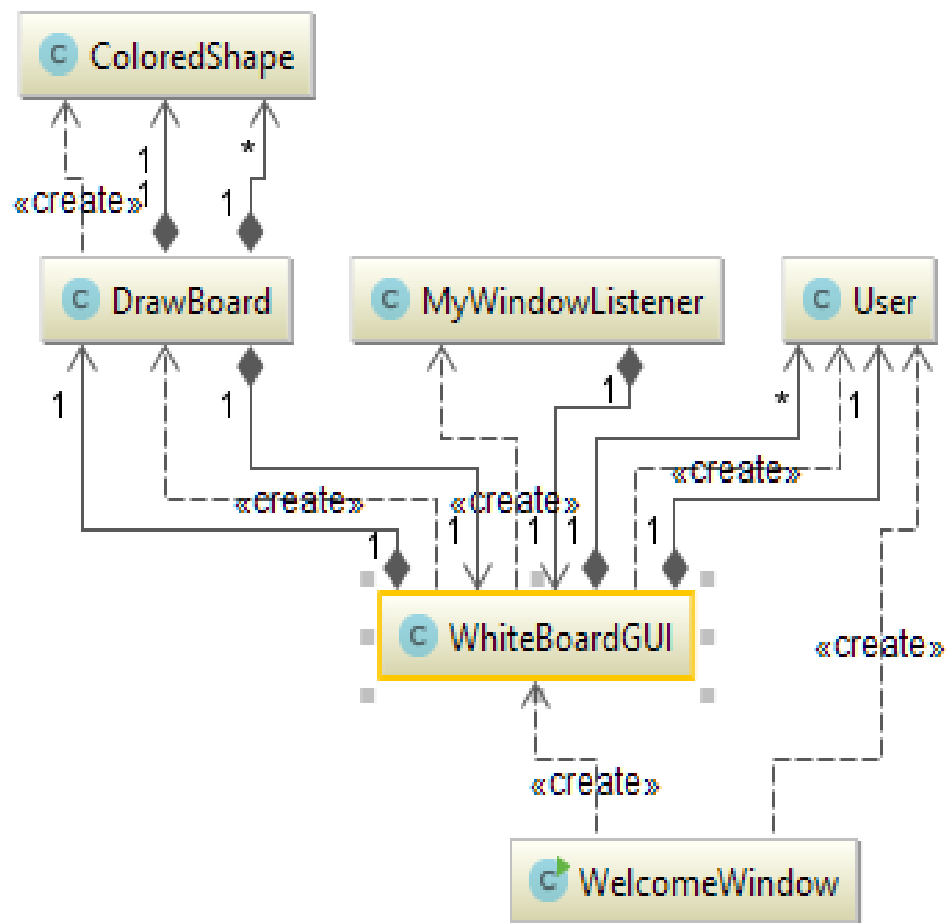 C ColoredShape
1
*
«create»
1
1
C DrawBoard
C MyWindowListener
C User
1
1
1
*
1
«create»
«create»
«create»
1
1
1
1
1
C WhiteBoardGUI
«create»
«create»
C WelcomeWindow